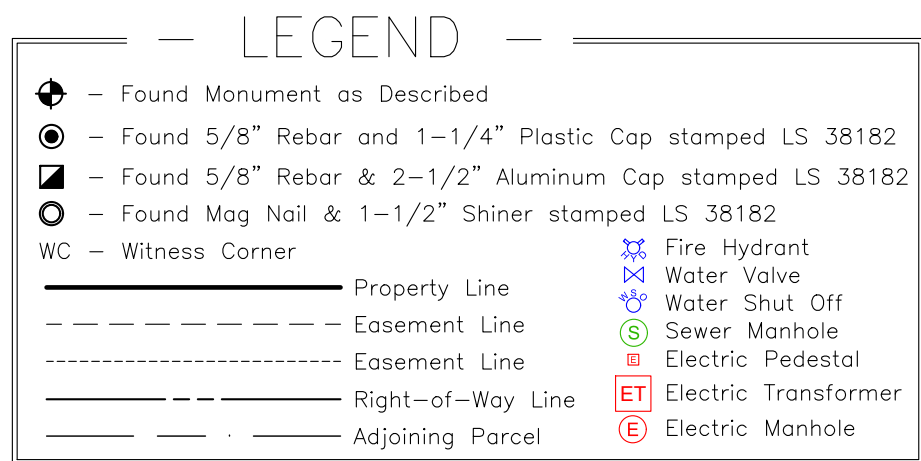 — LEGEND —
– Found Monument as Described
– Found 5/8" Rebar and 1–1/4" Plastic Cap stamped LS 38182
– Found 5/8" Rebar & 2–1/2" Aluminum Cap stamped LS 38182
– Found Mag Nail & 1–1/2" Shiner stamped LS 38182
WC – Witness Corner
Property Line
Easement Line
Easement Line
Right–of–Way Line
Adjoining Parcel
Fire Hydrant
Water Valve
WSO Water Shut Off
S Sewer Manhole
E Electric Pedestal
ET Electric Transformer
E Electric Manhole